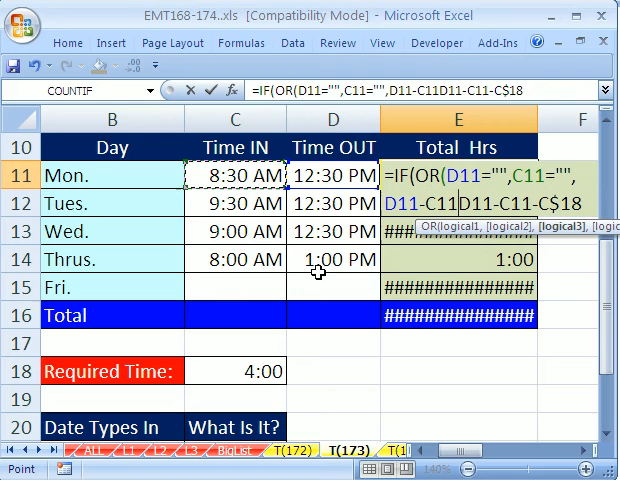 EMT168-174..xls [Compatibility Mode] - Microsoft Excel
Home Insert Page Layout Formulas Data Review View Developer Add-Ins
COUNTIF fx =IF(OR(D11="",C11="",D11-C11D11-C11-C$18
B C D E F
10 Day Time IN Time OUT Total Hrs
11 Mon. 8:30 AM 12:30 PM =IF(OR(D11="",C11="",
12 Tues. 9:30 AM 12:30 PM D11-C11D11-C11-C$18
OR(logical1, [logical2], [logical3], [logic
13 Wed. 9:00 AM 12:30 PM ###
14 Thrus. 8:00 AM 1:00 PM 1:00
15 Fri. ###############
16 Total ###############
17
18 Required Time: 4:00
19
20 Date Types In What Is It?
ALL L1 L2 L3 BigList T(172) T(173) T(1
Point 140%